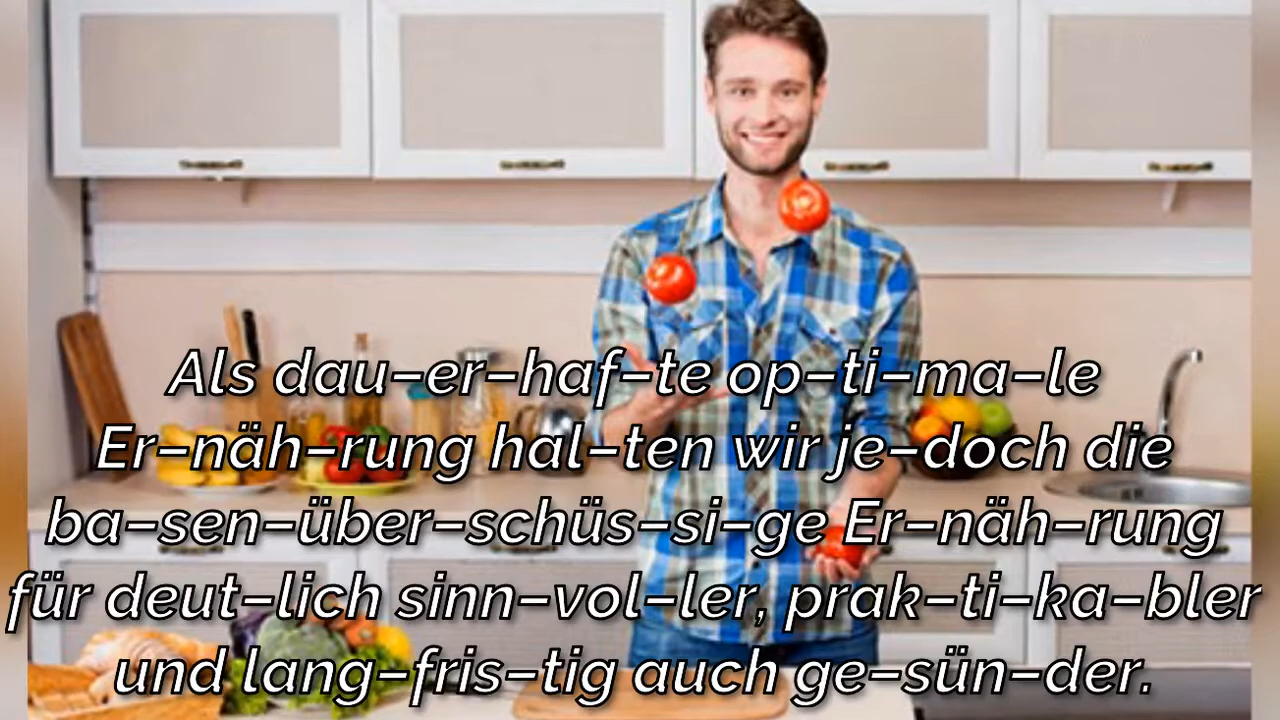 Als dau-er-haf-te op-ti-ma-le
Er-näh-rung hal-ten wir je-doch die
ba-sen-über-schüs-si-ge Er-näh-rung
für deut-lich sinn-vol-ler, prak-ti-ka-bler
und lang-fris-tig auch ge-sün-der.